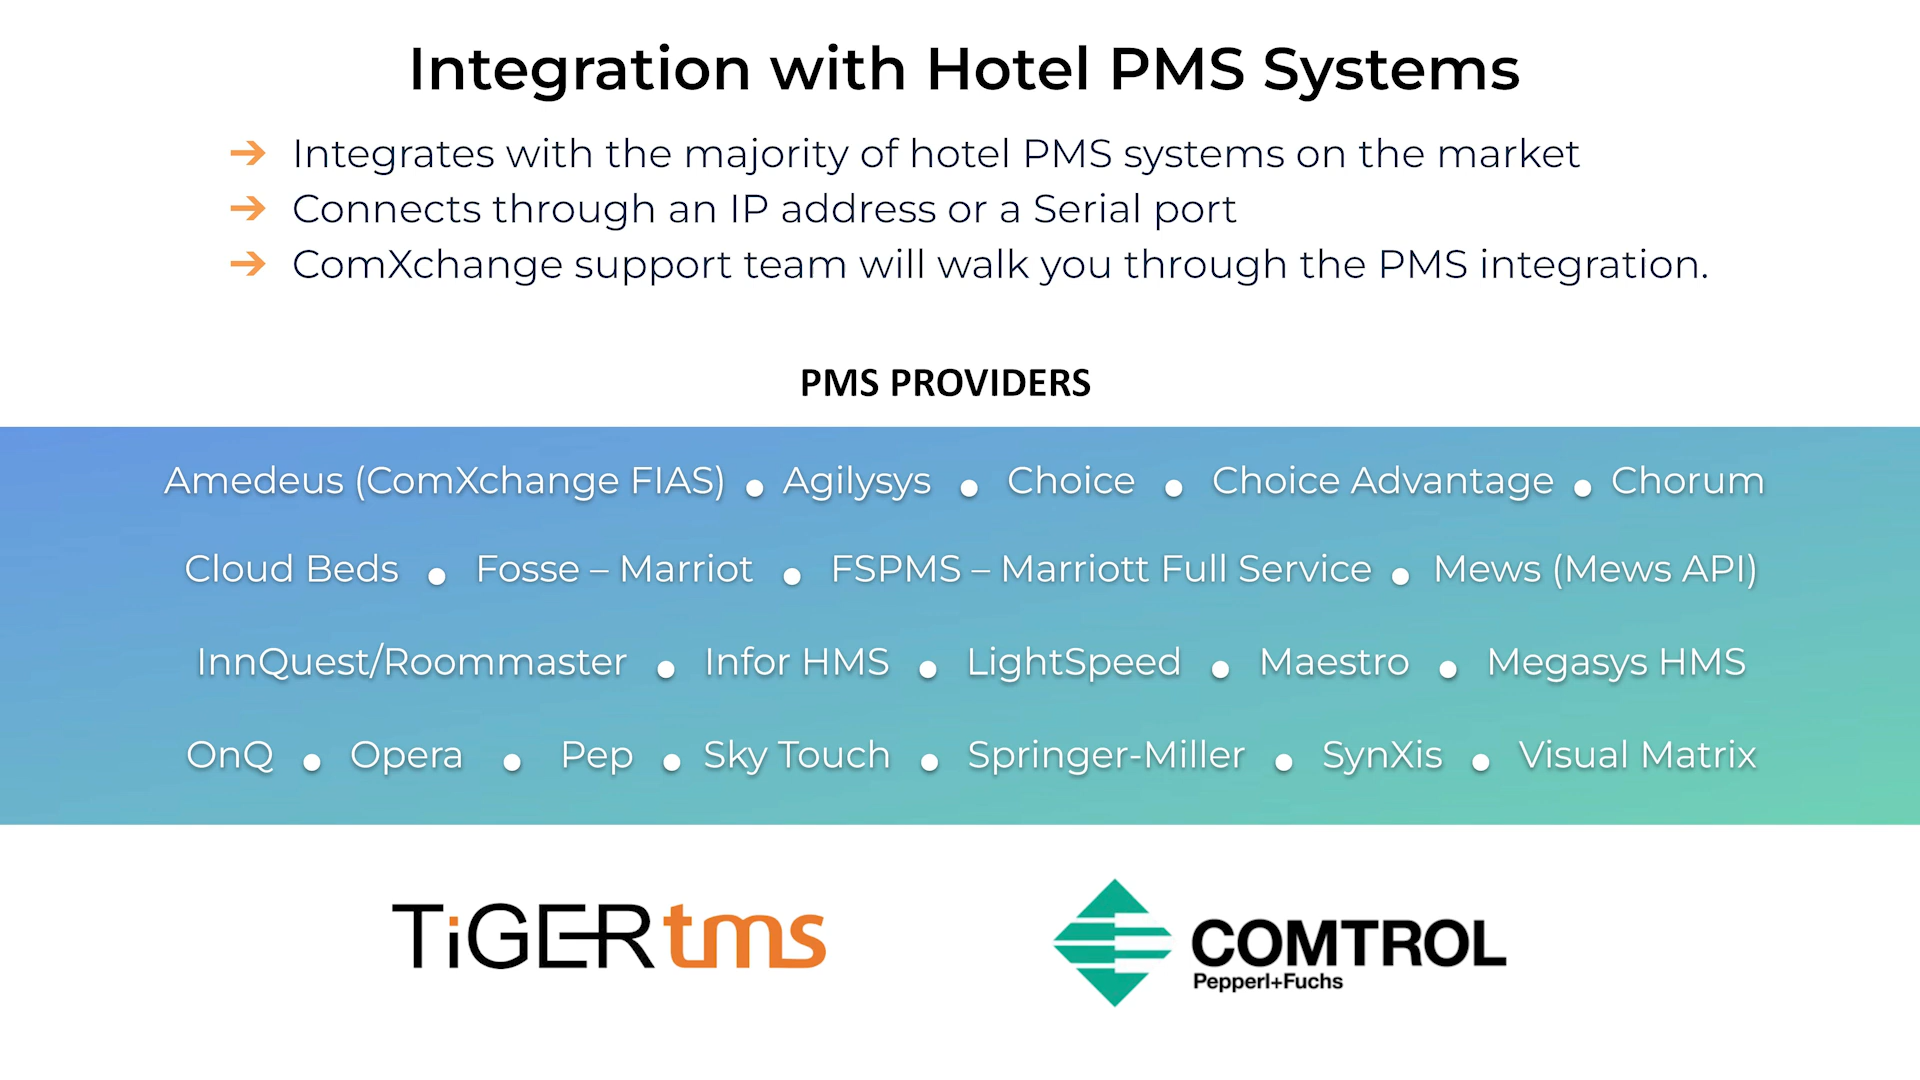 Integration with Hotel PMS Systems
➔ Integrates with the majority of hotel PMS systems on the market
➔ Connects through an IP address or a Serial port
➔ ComXchange support team will walk you through the PMS integration.
PMS PROVIDERS
Amedeus (ComXchange FIAS) • Agilysys • Choice • Choice Advantage • Chorum
Cloud Beds • Fosse – Marriot • FSPMS – Marriott Full Service • Mews (Mews API)
InnQuest/Roommaster • Infor HMS • LightSpeed • Maestro • Megasys HMS
OnQ • Opera • Pep • Sky Touch • Springer-Miller • SynXis • Visual Matrix
TiGER tms
COMTROL
Pepperl+Fuchs